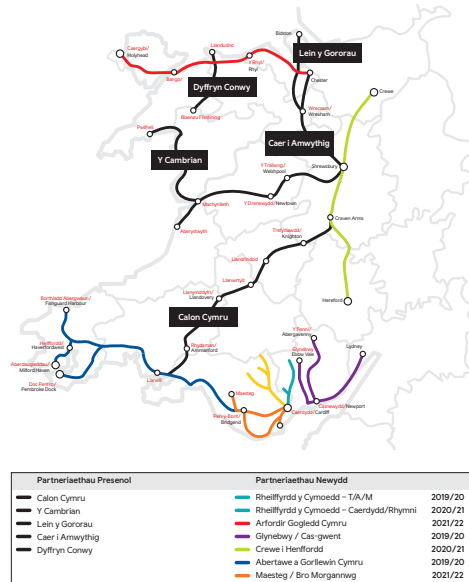 Caergybi/
Holyhead
Bangor
Llandudno
Y Rhyl/
Rhyl
Bidston
Lein y Gororau
Chester
Dyffryn Conwy
Blaenau Ffestiniog
Wrecsam/
Wrexham
Crewe
Pwllheli
Caer i Amwythig
Y Cambrian
Y Trallwng/
Welshpool
Shrewsbury
Machynlleth
Y Drenewydd/Newtown
Aberystwyth
Craven Arms
Trefyclawdd/
Knighton
Llandrindod
Llanwrtyd
Llanymddyfri/
Llandovery
Hereford
Calon Cymru
Borthladd Abergwaun/
Fishguard Harbour
Hwlffordd/
Haverfordwest
Aberdaugleddau/
Milford Haven
Doc Penfro/
Pembroke Dock
Rhydaman/
Ammanford
Llanelli
Y Fenni/
Abergavenny
Glynebwy
Ebbw Vale
Lydney
Maesteg
Pen-y-Bont/
Bridgend
Caerdydd/Cardiff
Casnewydd/Newport
Partneriaethau Presenol
Calon Cymru
Y Cambrian
Lein y Gororau
Caer i Amwythig
Dyffryn Conwy
Partneriaethau Newydd
Rheilffyrdd y Cymoedd – T/A/M 2019/20
Rheilffyrdd y Cymoedd – Caerdydd/Rhymni 2020/21
Arfordir Gogledd Cymru 2021/22
Glynebwy / Cas-gwent 2019/20
Crewe i Henffordd 2020/21
Abertawe a Gorllewin Cymru 2019/20
Maesteg / Bro Morgannwg 2021/22